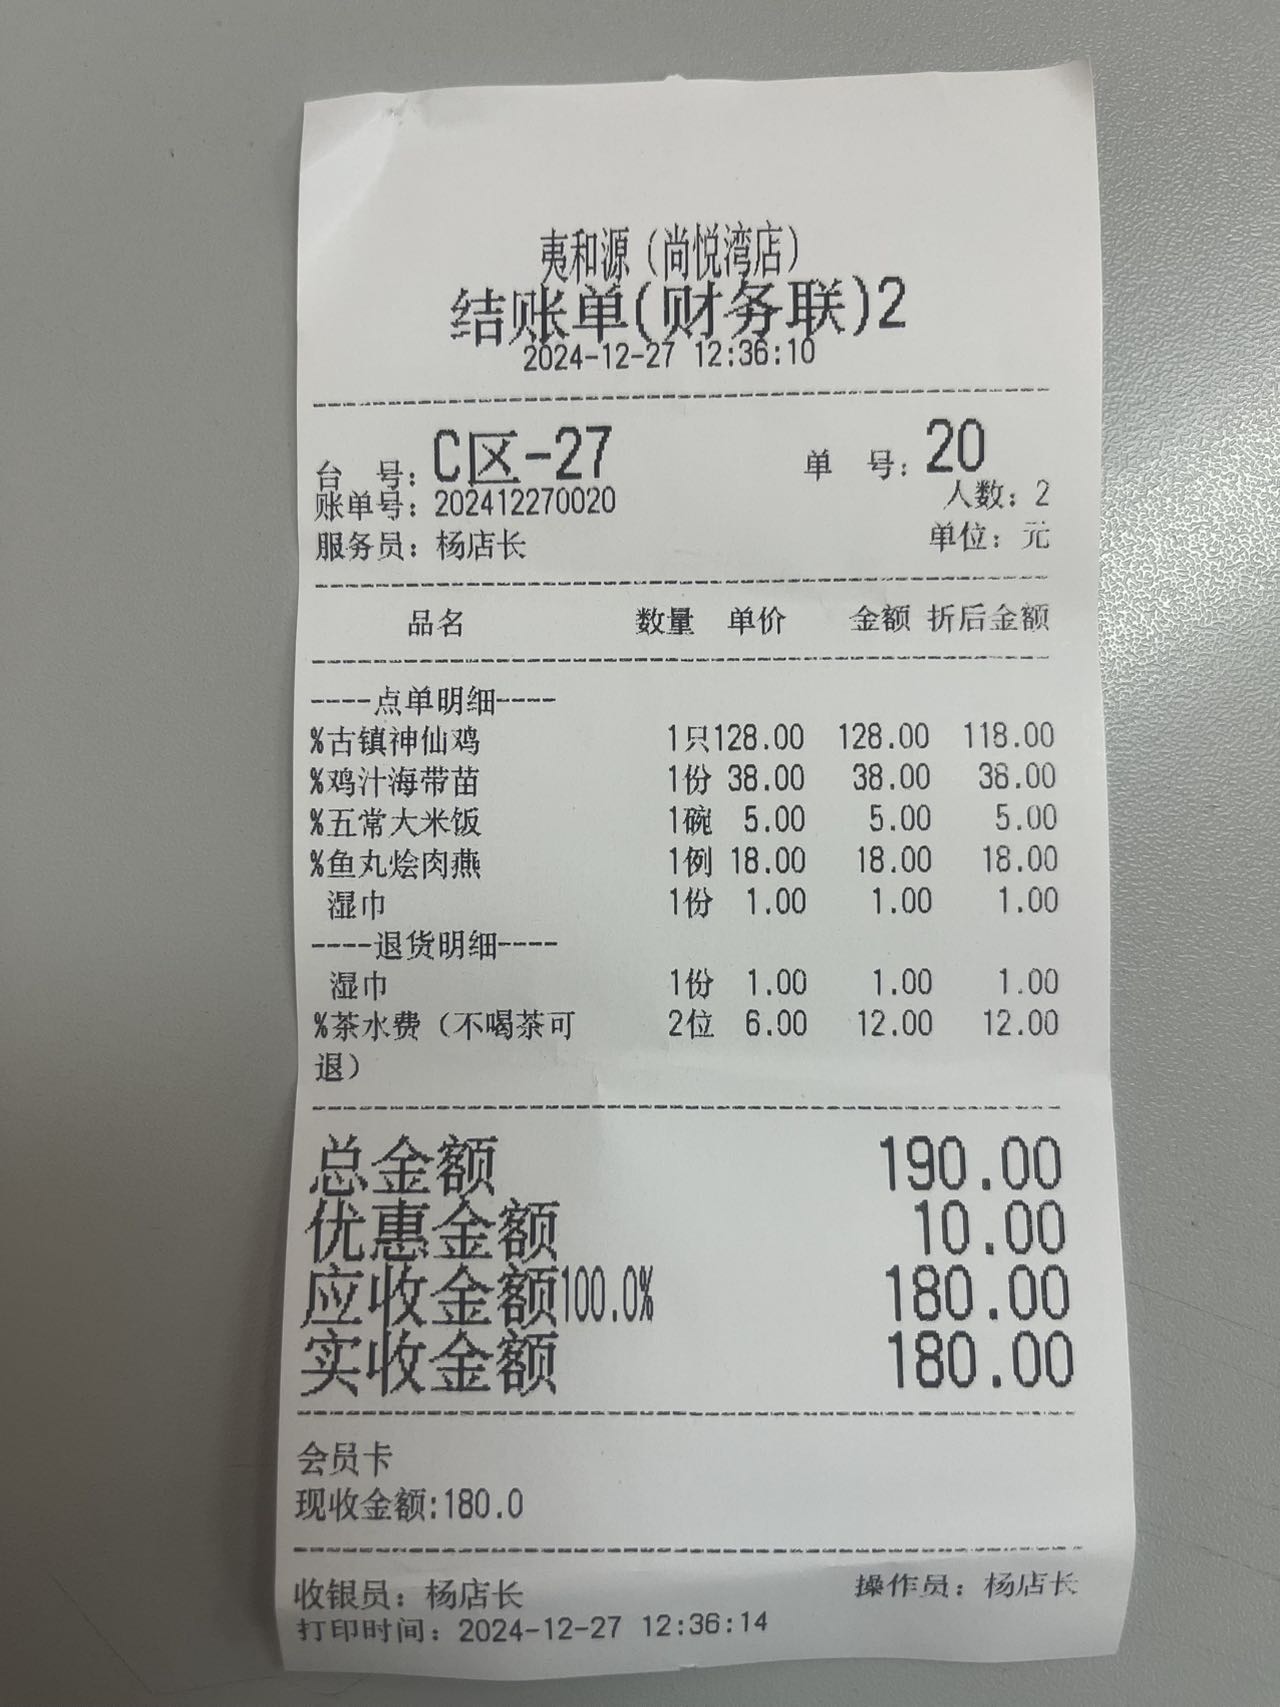 夷和源（尚悦湾店）
结账单(财务联)2
2024-12-27 12:36:10
台 号：C区-27 单 号：20
账单号：202412270020 人数：2
服务员：杨店长 单位：元
品名 数量 单价 金额 折后金额
----点单明细----
%古镇神仙鸡 1只128.00 128.00 118.00
%鸡汁海带苗 1份 38.00 38.00 38.00
%五常大米饭 1碗 5.00 5.00 5.00
%鱼丸烩肉燕 1例 18.00 18.00 18.00
湿巾 1份 1.00 1.00 1.00
----退货明细----
湿巾 1份 1.00 1.00 1.00
%茶水费（不喝茶可 2位 6.00 12.00 12.00
退）
总金额 190.00
优惠金额 10.00
应收金额100.0% 180.00
实收金额 180.00
会员卡
现收金额:180.0
收银员：杨店长 操作员：杨店长
打印时间：2024-12-27 12:36:14